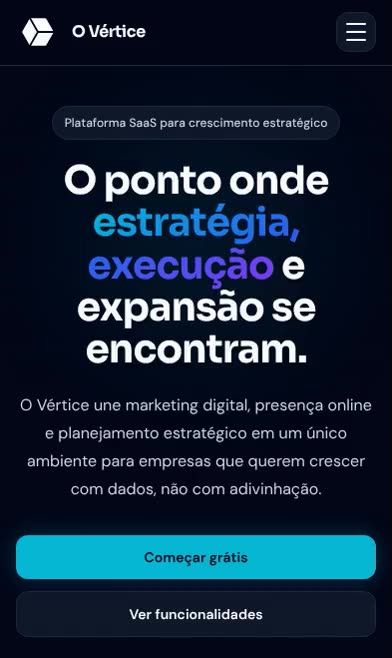 O Vértice
Plataforma SaaS para crescimento estratégico
O ponto onde
estratégia,
execução e
expansão se
encontram.
O Vértice une marketing digital, presença online
e planejamento estratégico em um único
ambiente para empresas que querem crescer
com dados, não com adivinhação.
Começar grátis
Ver funcionalidades